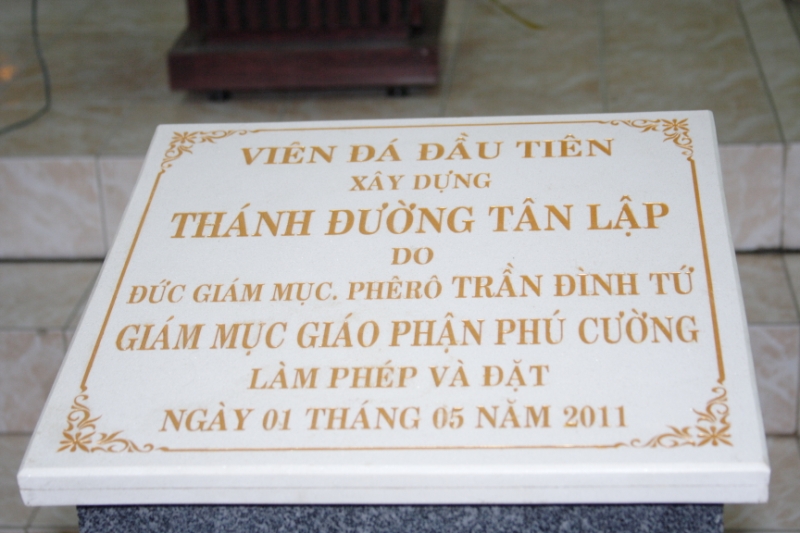 VIÊN ĐÁ ĐẦU TIÊN
XÂY DỰNG
THÁNH ĐƯỜNG TÂN LẬP
DO
ĐỨC GIÁM MỤC. PHÊRÔ TRẦN ĐÌNH TỨ
GIÁM MỤC GIÁO PHẬN PHÚ CƯỜNG
LÀM PHÉP VÀ ĐẶT
NGÀY 01 THÁNG 05 NĂM 2011